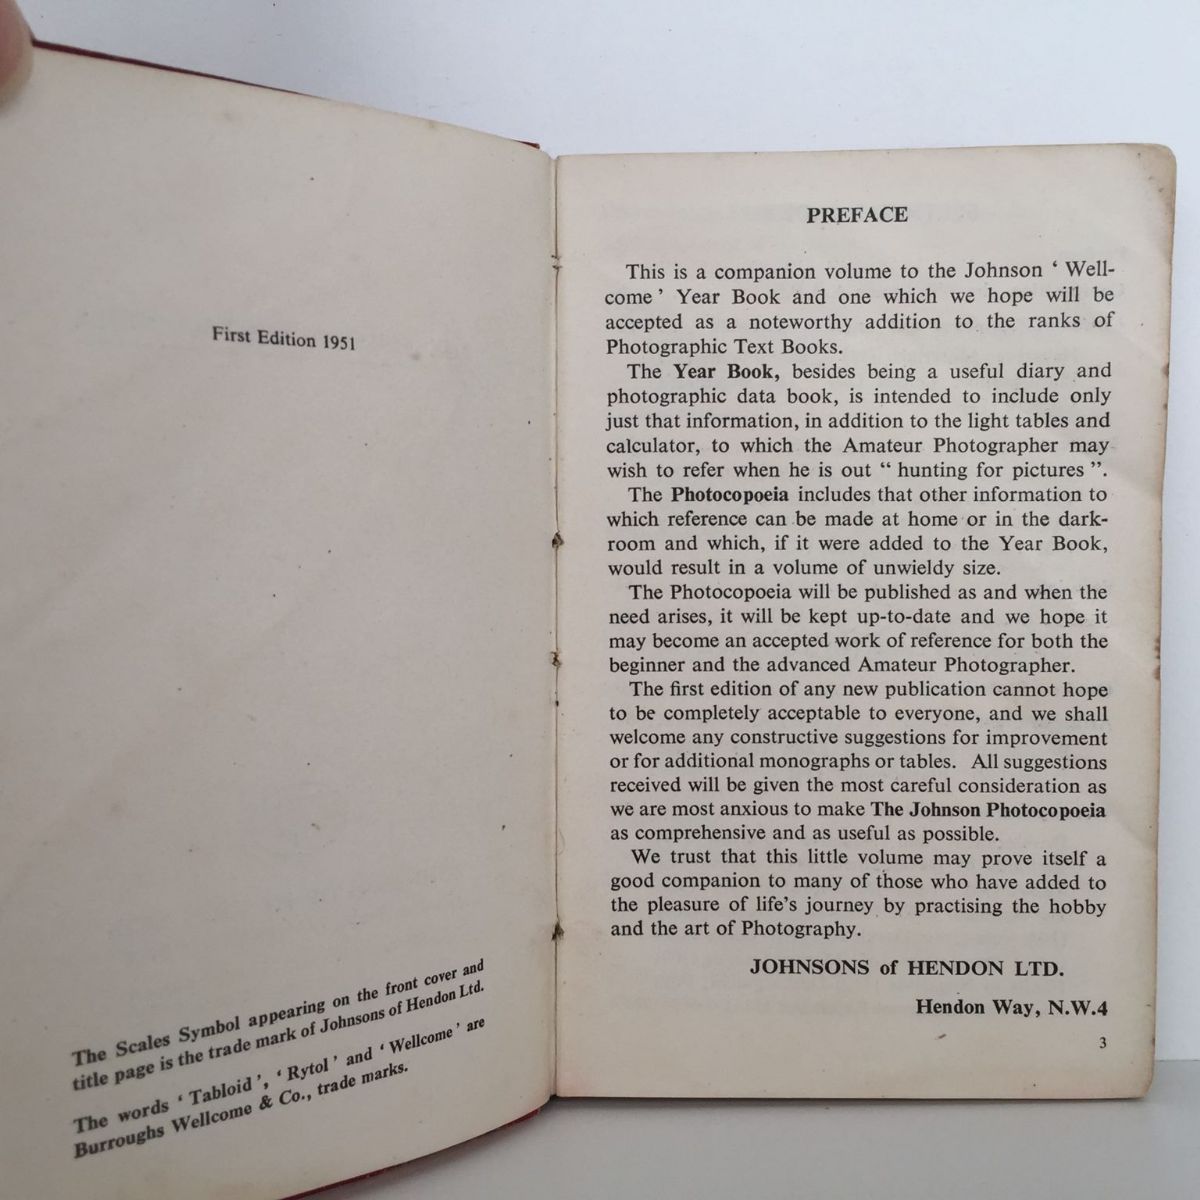 First Edition 1951
The Scales Symbol appearing on the front cover and
title page is the trade mark of Johnsons of Hendon Ltd.
The words ‘ Tabloid ’, ‘ Rytol ’ and ‘ Wellcome ’ are
Burroughs Wellcome & Co., trade marks.
PREFACE
This is a companion volume to the Johnson ‘ Well-
come ’ Year Book and one which we hope will be
accepted as a noteworthy addition to the ranks of
Photographic Text Books.
The Year Book, besides being a useful diary and
photographic data book, is intended to include only
just that information, in addition to the light tables and
calculator, to which the Amateur Photographer may
wish to refer when he is out “ hunting for pictures ”.
The Photocopoeia includes that other information to
which reference can be made at home or in the dark-
room and which, if it were added to the Year Book,
would result in a volume of unwieldy size.
The Photocopoeia will be published as and when the
need arises, it will be kept up-to-date and we hope it
may become an accepted work of reference for both the
beginner and the advanced Amateur Photographer.
The first edition of any new publication cannot hope
to be completely acceptable to everyone, and we shall
welcome any constructive suggestions for improvement
or for additional monographs or tables. All suggestions
received will be given the most careful consideration as
we are most anxious to make The Johnson Photocopoeia
as comprehensive and as useful as possible.
We trust that this little volume may prove itself a
good companion to many of those who have added to
the pleasure of life’s journey by practising the hobby
and the art of Photography.
JOHNSONS of HENDON LTD.
Hendon Way, N.W.4
3